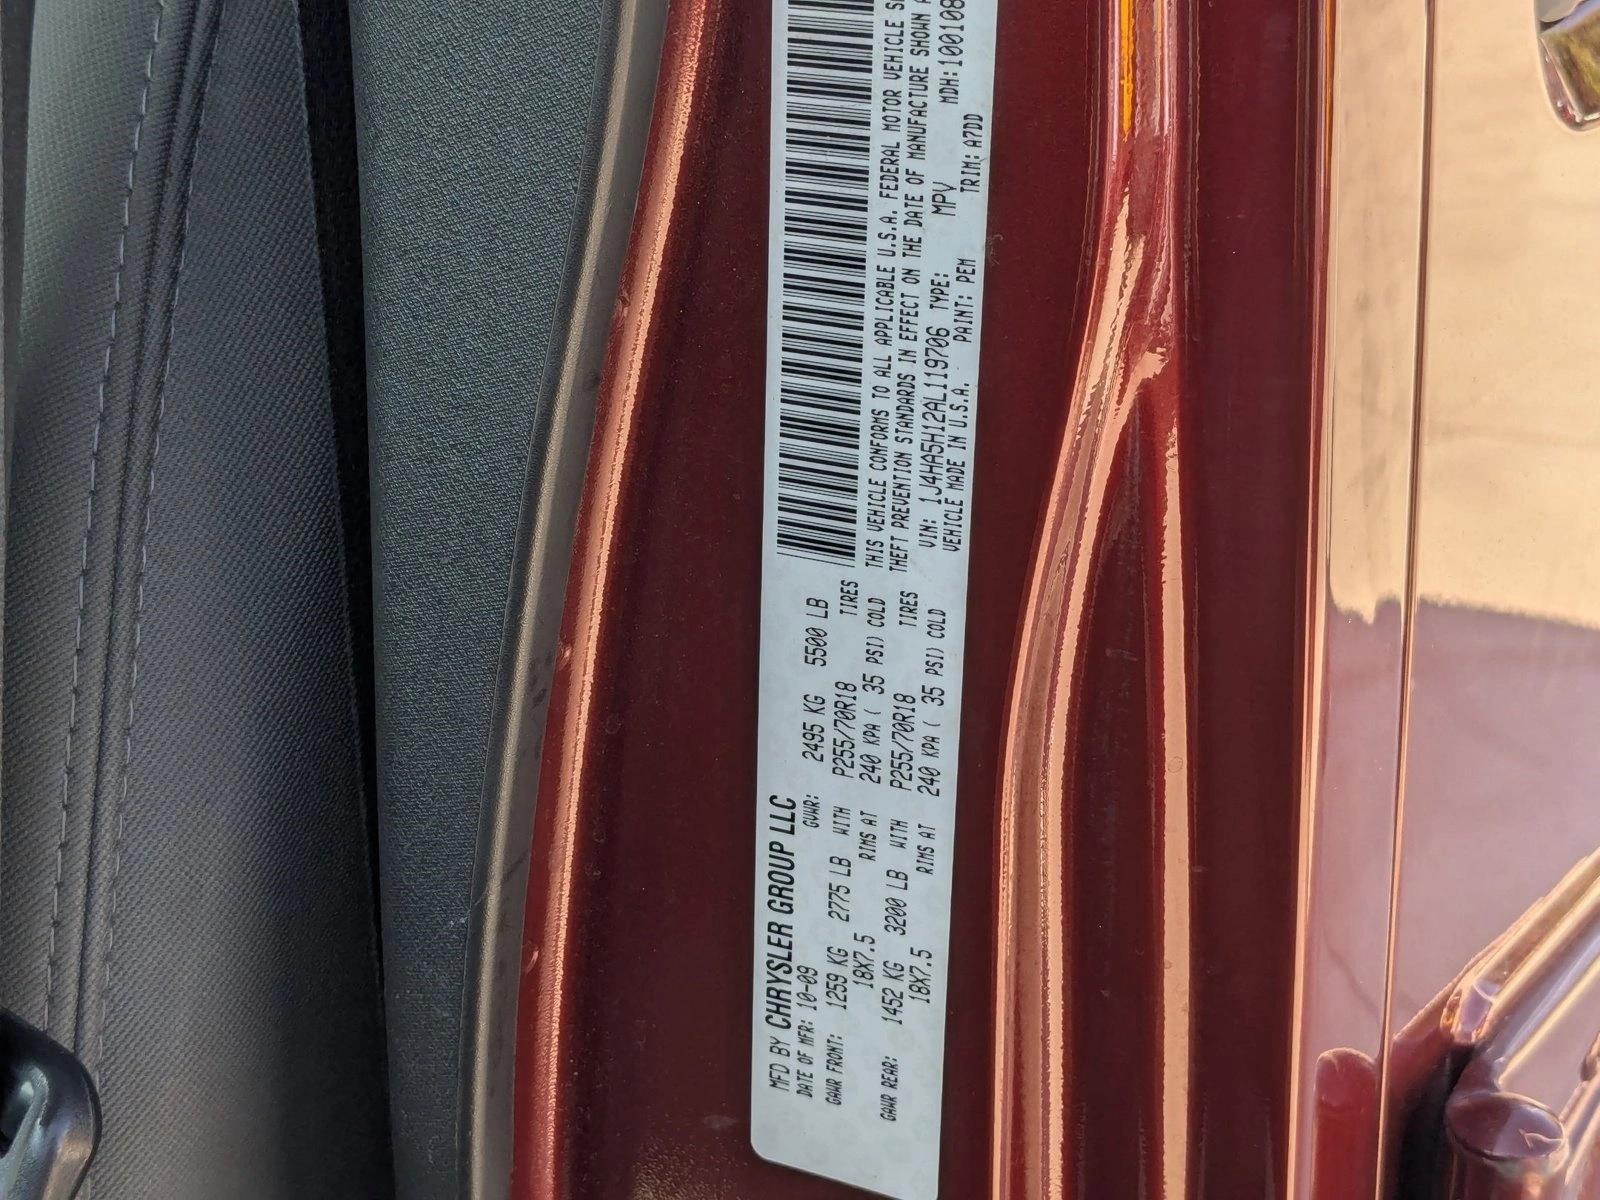 MFD BY CHRYSLER GROUP LLC
DATE OF MFR: 10-09 GVWR: 2495 KG 5500 LB
GAWR FRONT: 1259 KG 2775 LB WITH P255/70R18 TIRES
18X7.5 RIMS AT 240 KPA ( 35 PSI) COLD
GAWR REAR: 1452 KG 3200 LB WITH P255/70R18 TIRES
18X7.5 RIMS AT 240 KPA ( 35 PSI) COLD
THIS VEHICLE CONFORMS TO ALL APPLICABLE U.S.A. FEDERAL MOTOR VEHICLE
THEFT PREVENTION STANDARDS IN EFFECT ON THE DATE OF MANUFACTURE SHOWN
VIN: 1J4HA5H12AL119706 TYPE: MPV MDH: 100108
VEHICLE MADE IN U.S.A. PAINT: PEM TRIM: A7DD